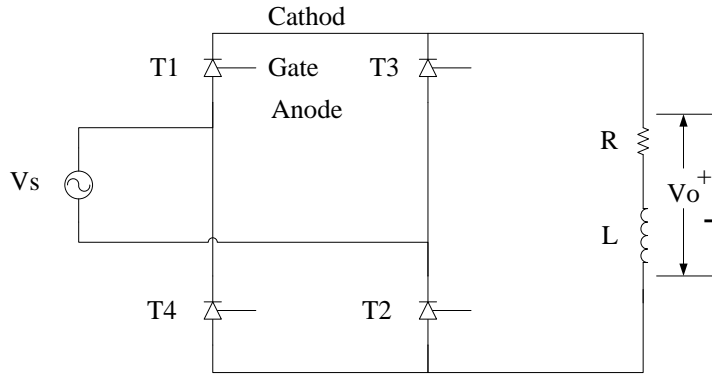 Cathod
T1
Gate
T3
Anode
R
Vs
Vo
+
-
L
T4
T2